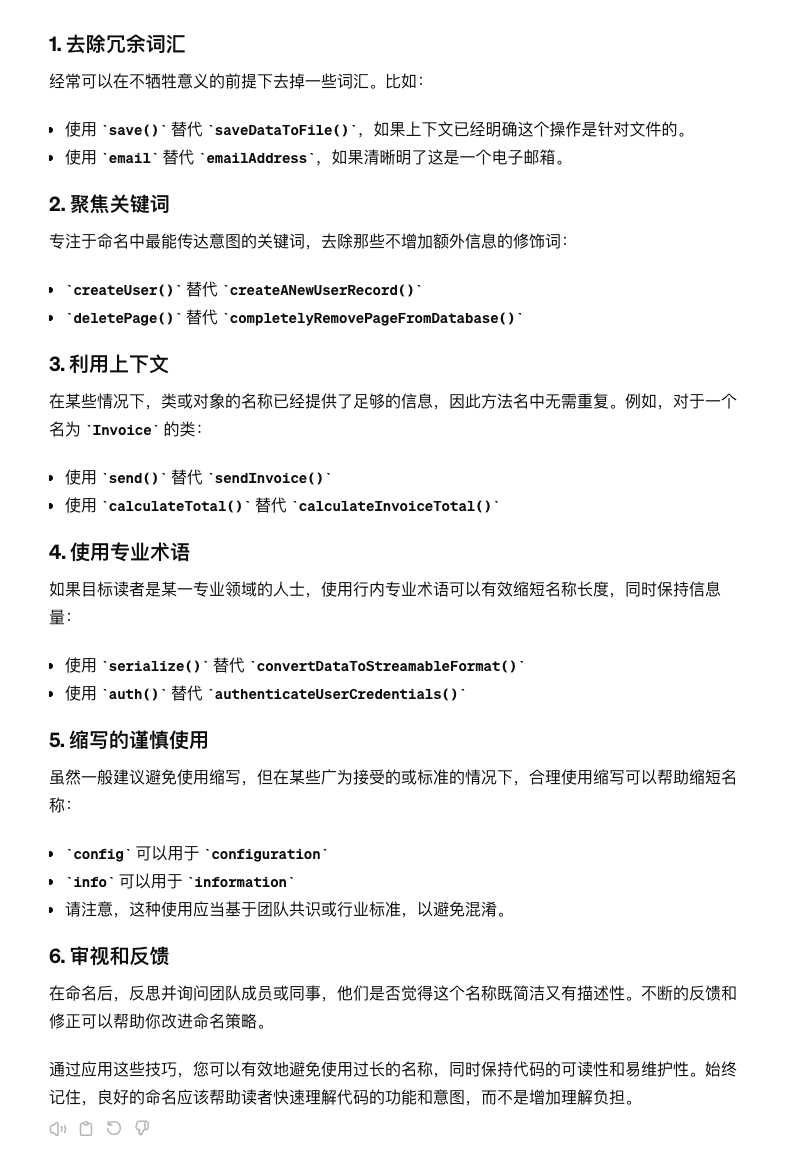 1. 去除冗余词汇
经常可以在不牺牲意义的前提下去掉一些词汇。比如：
• 使用 `save()` 替代 `saveDataToFile()`，如果上下文已经明确这个操作是针对文件的。
• 使用 `email` 替代 `emailAddress`，如果清晰明了这是一个电子邮箱。
2. 聚焦关键词
专注于命名中最能传达意图的关键词，去除那些不增加额外信息的修饰词：
• `createUser()` 替代 `createANewUserRecord()`
• `deletePage()` 替代 `completelyRemovePageFromDatabase()`
3. 利用上下文
在某些情况下，类或对象的名称已经提供了足够的信息，因此方法名中无需重复。例如，对于一个
名为 `Invoice` 的类：
• 使用 `send()` 替代 `sendInvoice()`
• 使用 `calculateTotal()` 替代 `calculateInvoiceTotal()`
4. 使用专业术语
如果目标读者是某一专业领域的人士，使用行内专业术语可以有效缩短名称长度，同时保持信息
量：
• 使用 `serialize()` 替代 `convertDataToStreamableFormat()`
• 使用 `auth()` 替代 `authenticateUserCredentials()`
5. 缩写的谨慎使用
虽然一般建议避免使用缩写，但在某些广为接受的或标准的情况下，合理使用缩写可以帮助缩短名
称：
• `config` 可以用于 `configuration`
• `info` 可以用于 `information`
• 请注意，这种使用应当基于团队共识或行业标准，以避免混淆。
6. 审视和反馈
在命名后，反思并询问团队成员或同事，他们是否觉得这个名称既简洁又有描述性。不断的反馈和
修正可以帮助你改进命名策略。
通过应用这些技巧，您可以有效地避免使用过长的名称，同时保持代码的可读性和易维护性。始终
记住，良好的命名应该帮助读者快速理解代码的功能和意图，而不是增加理解负担。